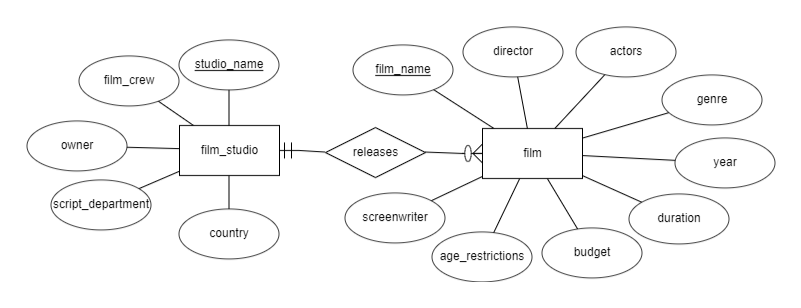 director
actors
studio_name
film_name
film_crew
genre
owner
film_studio
releases
film
year
script_department
screenwriter
duration
country
age_restrictions
budget